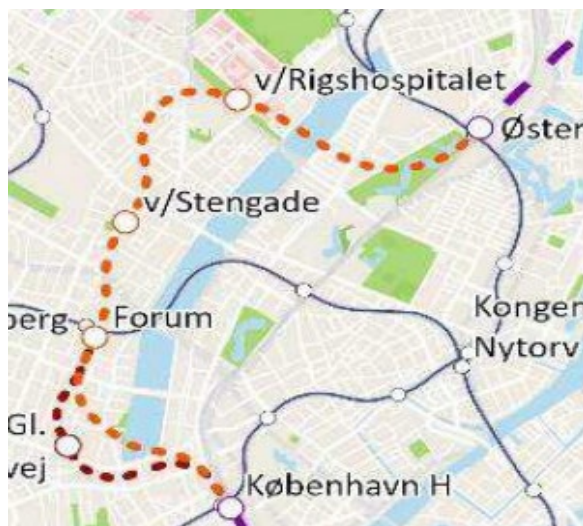 v/Rigshospitalet
Øster
v/Stengade
berg
Forum
Konger
Nytorv
Gl.
vej
København H